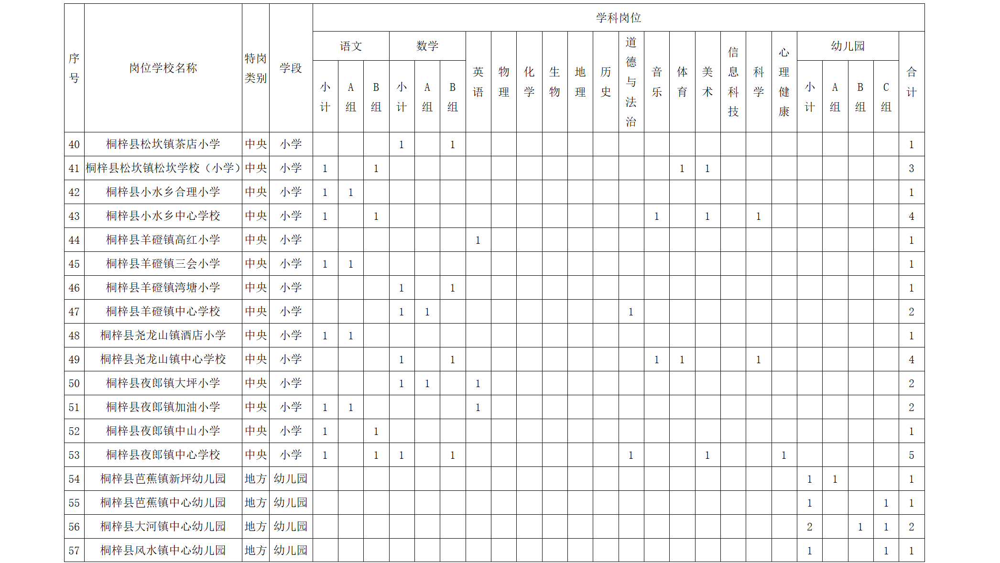 序号 岗位学校名称 特岗类别 学段 学科岗位
语文 数学 英语 物理 化学 生物 地理 历史 道德与法治 音乐 体育 美术 信息科技 科学 心理健康 幼儿园 合计
小计 A组 B组 小计 A组 B组 小计 A组 B组 C组
40 桐梓县松坎镇茶店小学 中央 小学 1 1 1
41 桐梓县松坎镇松坎学校（小学） 中央 小学 1 1 1 1 3
42 桐梓县小水乡合理小学 中央 小学 1 1 1
43 桐梓县小水乡中心学校 中央 小学 1 1 1 1 1 4
44 桐梓县羊磴镇高红小学 中央 小学 1 1
45 桐梓县羊磴镇三会小学 中央 小学 1 1 1
46 桐梓县羊磴镇湾塘小学 中央 小学 1 1 1
47 桐梓县羊磴镇中心学校 中央 小学 1 1 1 2
48 桐梓县尧龙山镇酒店小学 中央 小学 1 1 1
49 桐梓县尧龙山镇中心学校 中央 小学 1 1 1 1 1 4
50 桐梓县夜郎镇大坪小学 中央 小学 1 1 1 2
51 桐梓县夜郎镇加油小学 中央 小学 1 1 1 2
52 桐梓县夜郎镇中山小学 中央 小学 1 1 1
53 桐梓县夜郎镇中心学校 中央 小学 1 1 1 1 1 1 1 5
54 桐梓县芭蕉镇新坪幼儿园 地方 幼儿园 1 1 1
55 桐梓县芭蕉镇中心幼儿园 地方 幼儿园 1 1 1
56 桐梓县大河镇中心幼儿园 地方 幼儿园 2 1 1 2
57 桐梓县风水镇中心幼儿园 地方 幼儿园 1 1 1